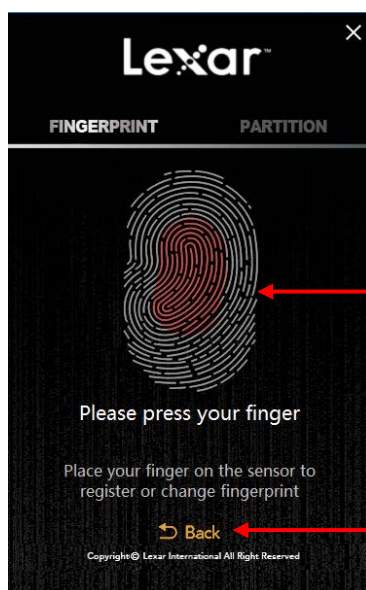 Lexar™
FINGERPRINT PARTITION
Please press your finger
Place your finger on the sensor to
register or change fingerprint
Back
Copyright© Lexar International All Right Reserved